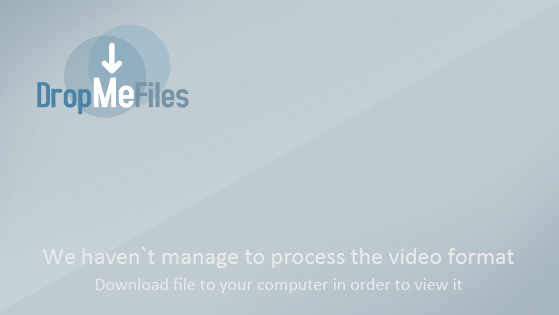 DropMeFiles
We haven`t manage to process the video format
Download file to your computer in order to view it